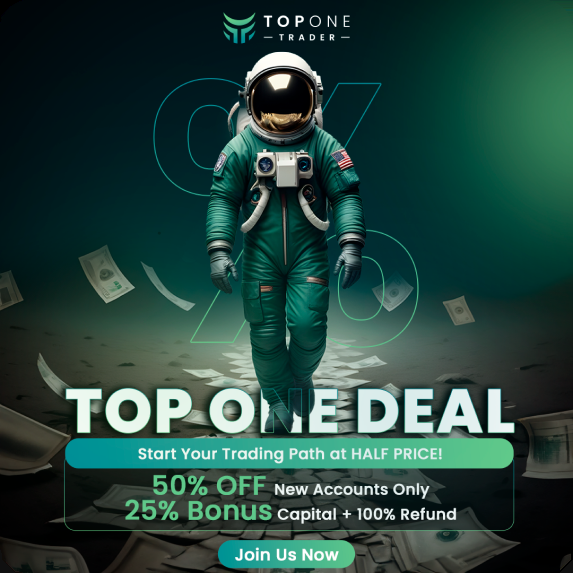 TOPONE
TRADER
%
TOP ONE DEAL
Start Your Trading Path at HALF PRICE!
50% OFF New Accounts Only
25% Bonus Capital + 100% Refund
Join Us Now